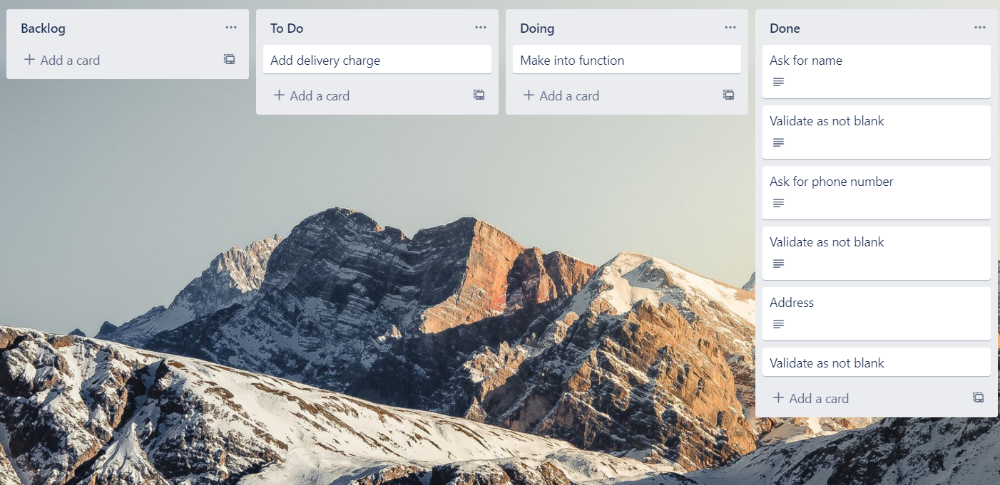 Backlog
Add a card
To Do
Add delivery charge
Add a card
Doing
Make into function
Add a card
Done
Ask for name
Validate as not blank
Ask for phone number
Validate as not blank
Address
Validate as not blank
Add a card